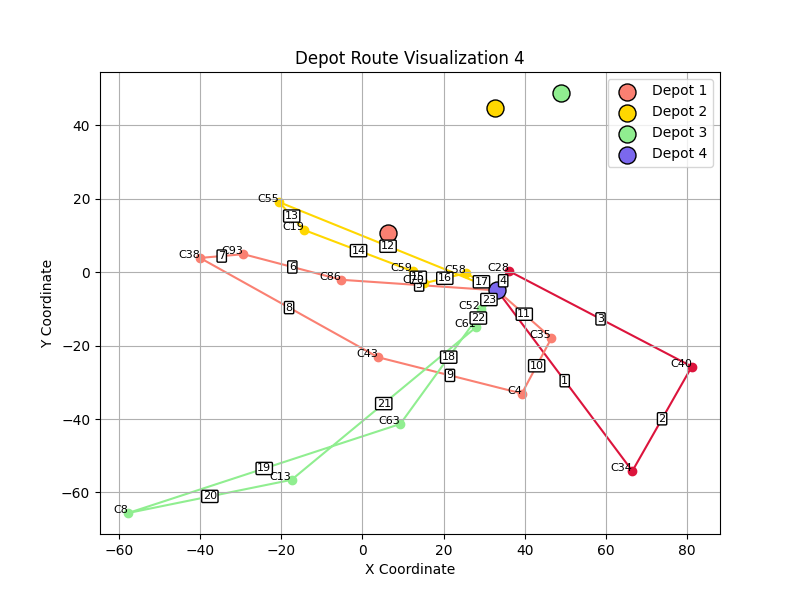 Depot Route Visualization 4
Depot 1
Depot 2
Depot 3
Depot 4
Y Coordinate
40
20
0
−20
−40
−60
C55
13
C19
12
14
C38
7
C93
6
C86
C59
15
5
16
C58
17
C28
4
23
C52
22
C61
11
3
C35
8
C43
18
9
10
C40
1
C4
21
2
C63
19
C13
C34
20
C8
−60
−40
−20
0
20
40
60
80
X Coordinate